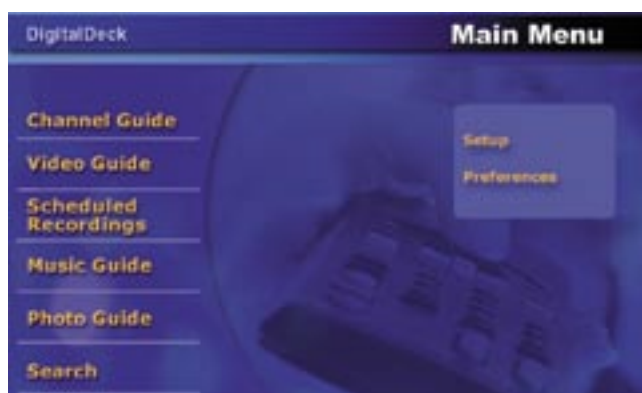 DigitalDeck
Main Menu
Channel Guide
Video Guide
Scheduled
Recordings
Music Guide
Photo Guide
Search
Setup
Preferences